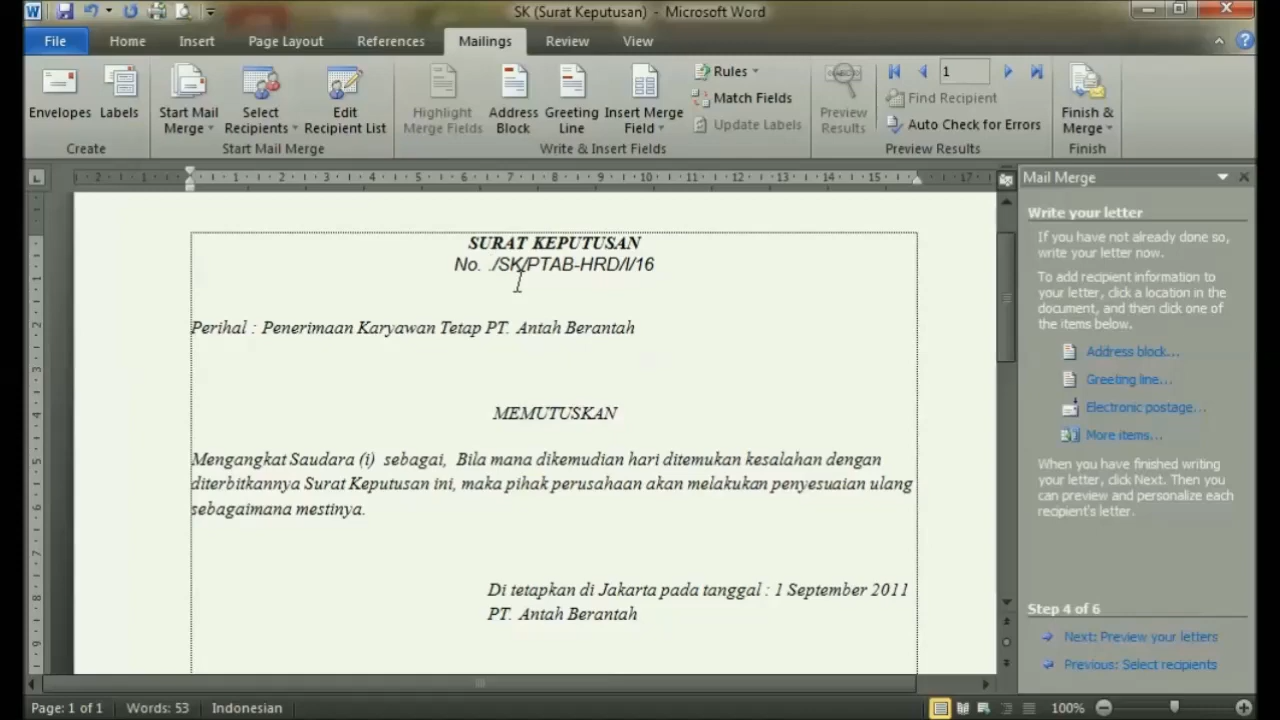 SK (Surat Keputusan) - Microsoft Word
File Home Insert Page Layout References Mailings Review View
Envelopes
Labels
Start Mail Merge
Select Recipients
Edit Recipient List
Highlight Merge Fields
Address Block
Greeting Line
Insert Merge Field
Rules
Match Fields
Update Labels
Preview Results
1
Find Recipient
Auto Check for Errors
Finish & Merge
Create
Start Mail Merge
Write & Insert Fields
Preview Results
Finish
SURAT KEPUTUSAN
No. ./SK/PTAB-HRD/I/16
Perihal : Penerimaan Karyawan Tetap PT. Antah Berantah
MEMUTUSKAN
Mengangkat Saudara (i) sebagai, Bila mana dikemudian hari ditemukan kesalahan dengan
diterbitkannya Surat Keputusan ini, maka pihak perusahaan akan melakukan penyesuaian ulang
sebagaimana mestinya.
Di tetapkan di Jakarta pada tanggal : 1 September 2011
PT. Antah Berantah
Mail Merge
Write your letter
If you have not already done so,
write your letter now.
To add recipient information to
your letter, click a location in the
document, and then click one of
the items below.
Address block...
Greeting line...
Electronic postage...
More items...
When you have finished writing
your letter, click Next. Then you
can preview and personalize each
recipient's letter.
Step 4 of 6
Next: Preview your letters
Previous: Select recipients
Page: 1 of 1 Words: 53 Indonesian 100%